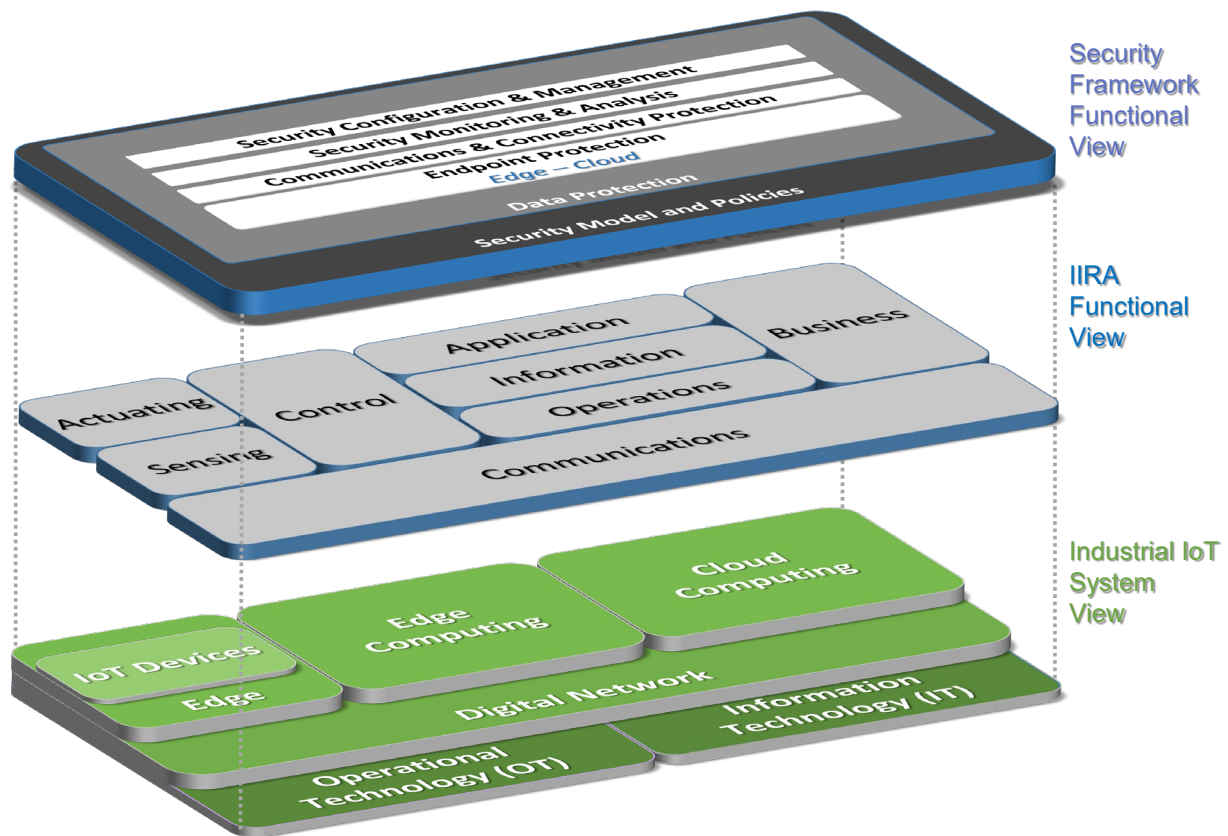 Security Configuration & Management
Security Monitoring & Analysis
Communications & Connectivity Protection
Endpoint Protection
Edge – Cloud
Data Protection
Security Model and Policies
Security
Framework
Functional
View
Application
Information
Operations
Business
Actuating
Control
Sensing
Communications
IIRA
Functional
View
IoT Devices
Edge
Edge
Computing
Cloud
Computing
Digital Network
Operational
Technology (OT)
Information
Technology (IT)
Industrial IoT
System
View